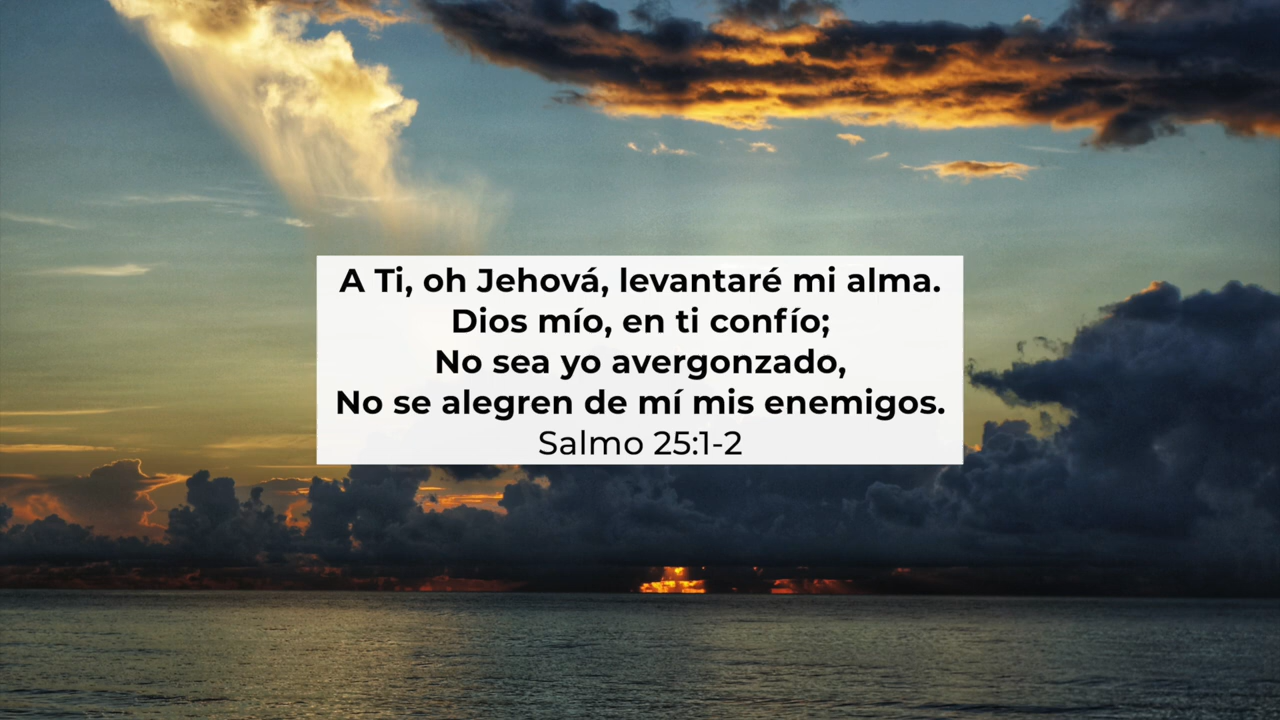 A Ti, oh Jehová, levantaré mi alma.
Dios mío, en ti confío;
No sea yo avergonzado,
No se alegren de mí mis enemigos.
Salmo 25:1-2